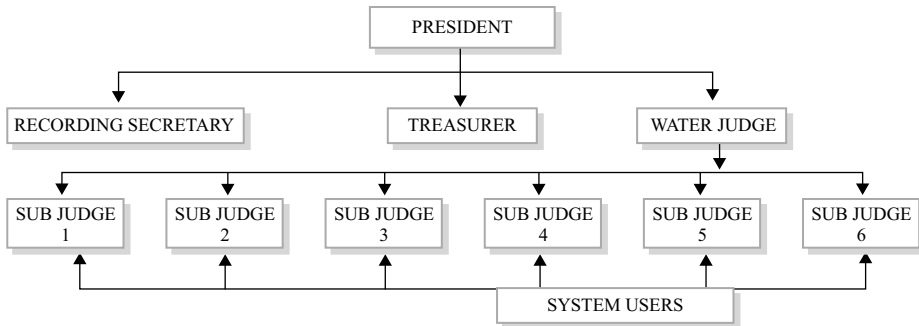 PRESIDENT
RECORDING SECRETARY
TREASURER
WATER JUDGE
SUB JUDGE
1
SUB JUDGE
2
SUB JUDGE
3
SUB JUDGE
4
SUB JUDGE
5
SUB JUDGE
6
SYSTEM USERS